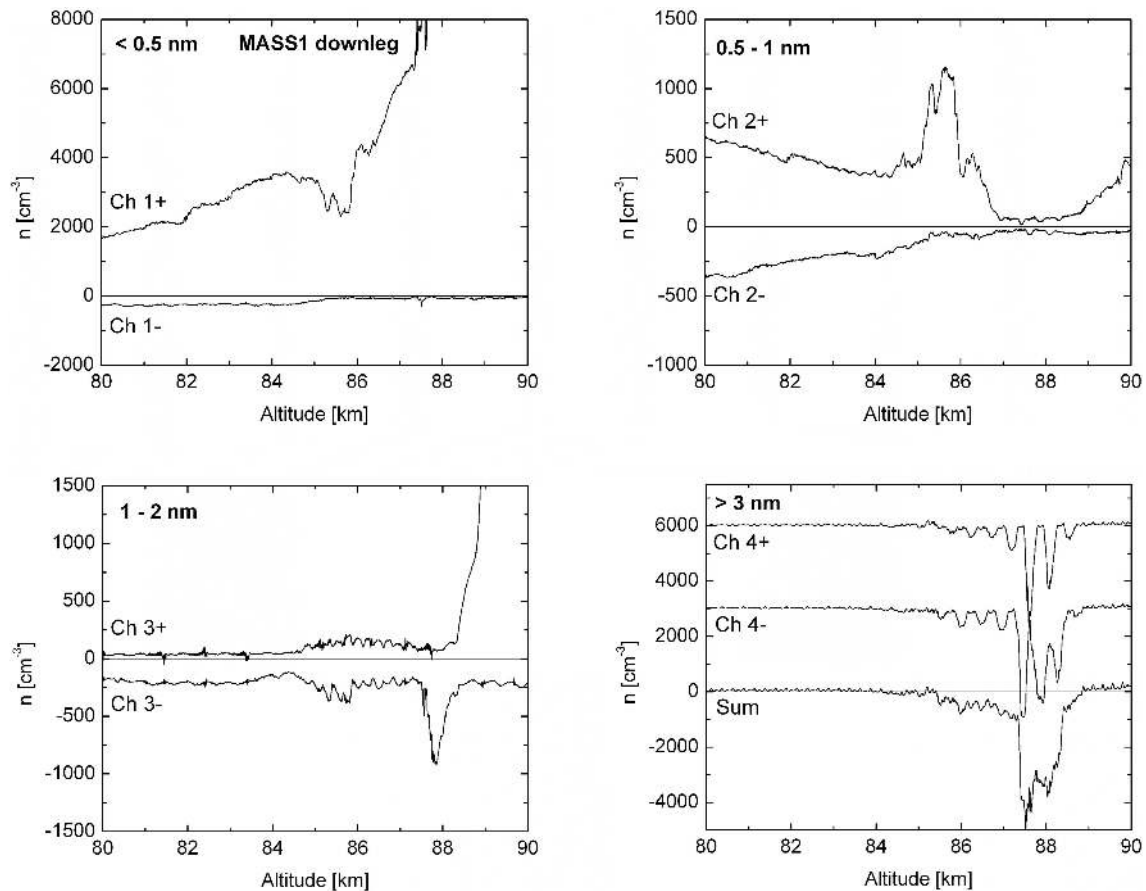 < 0.5 nm MASS1 downleg
8000
6000
4000
2000
0
-2000
n [cm⁻³]
Ch 1+
Ch 1-
80 82 84 86 88 90
Altitude [km]
0.5 - 1 nm
1500
1000
500
0
-500
1000
n [cm⁻³]
Ch 2+
Ch 2-
80 82 84 86 88 90
Altitude [km]
1 - 2 nm
1500
1000
500
0
-500
-1000
-1500
n [cm⁻³]
Ch 3+
Ch 3-
80 82 84 86 88 90
Altitude [km]
> 3 nm
6000
4000
2000
0
-2000
-4000
n [cm⁻³]
Ch 4+
Ch 4-
Sum
80 82 84 86 88 90
Altitude [km]